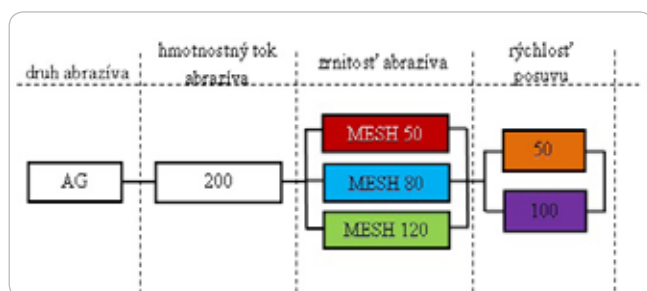 druh abrazíva
hmotnostný tok
abrazíva
zrnitosť abrazíva
rýchlosť
posuvu
AG
200
MESH 50
MESH 80
MESH 120
50
100